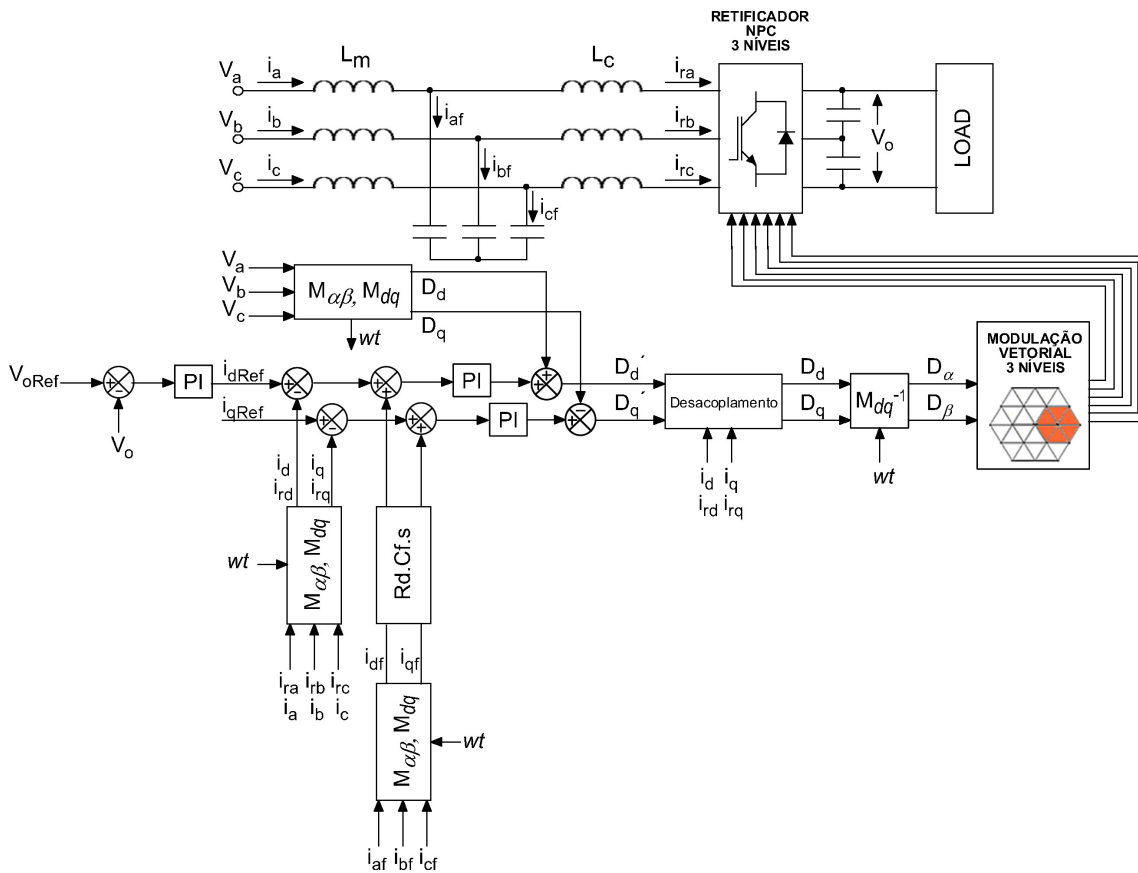 RETIFICADOR
NPC
3 NÍVEIS
Va
ia
Lm
Lc
ira
iaf
Vb
ib
irb
ibf
Vc
ic
irc
icf
Vo
LOAD
Va
Vb
Vc
Mαβ, Mdq
Dd
Dq
wt
VoRef
+
-
Vo
PI
idRef
iqRef
+
-
+
-
+
+
+
+
PI
PI
+
+
+
-
Dd´
Dq´
Desacoplamento
id iq
ird irq
Dd
Dq
Mdq-1
wt
Dα
Dβ
MODULAÇÃO
VETORIAL
3 NÍVEIS
id
ird
iq
irq
wt
Mαβ, Mdq
ira irb irc
ia ib ic
Rd.Cf.s
idf iqf
Mαβ, Mdq
wt
iaf ibf icf